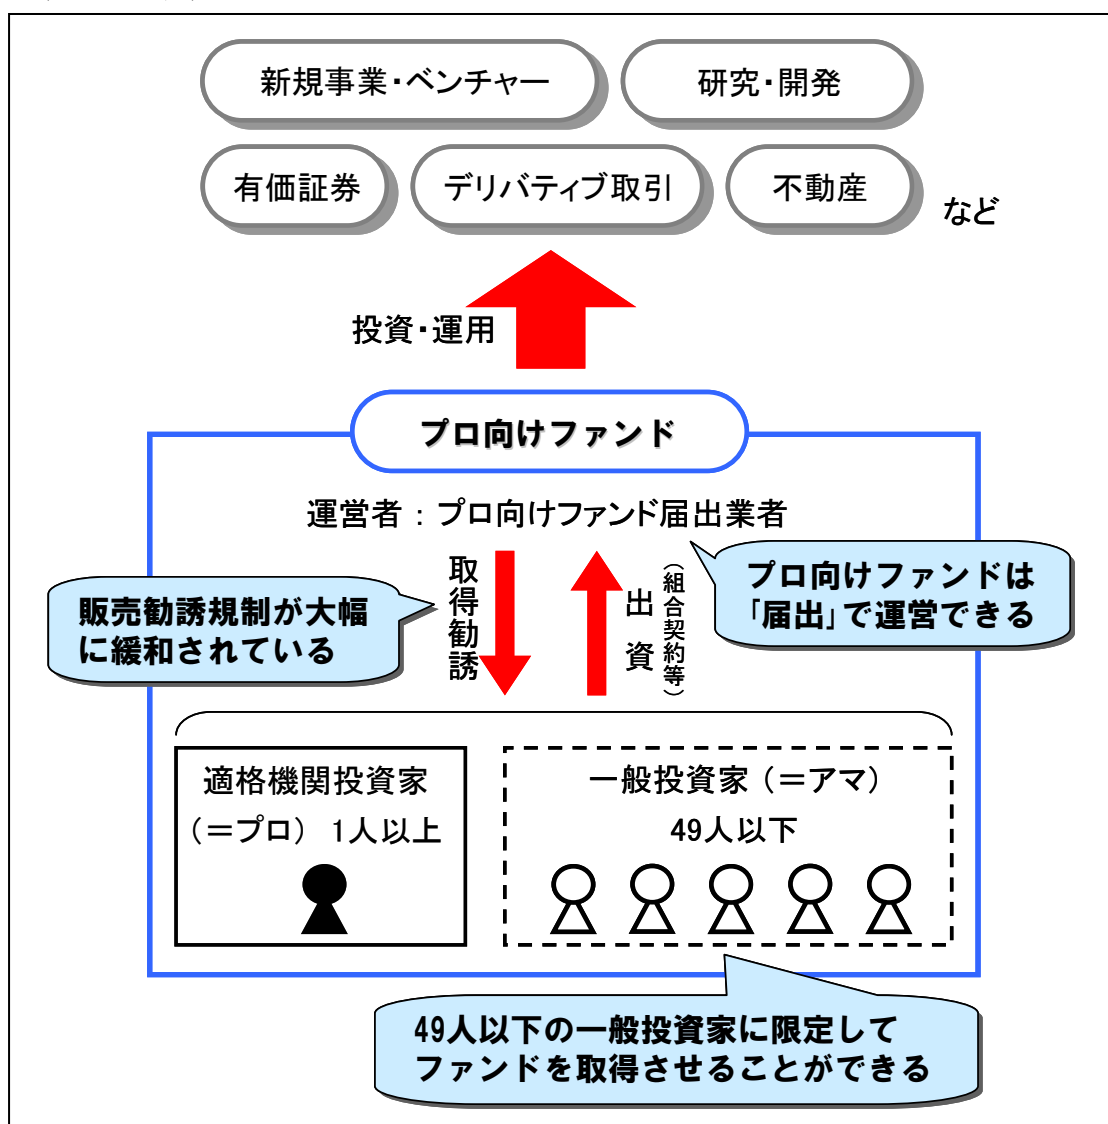 新規事業・ベンチャー
研究・開発
有価証券
デリバティブ取引
不動産
など
投資・運用
プロ向けファンド
運営者：プロ向けファンド届出業者
取得勧誘
出資
（組合契約等）
プロ向けファンドは
「届出」で運営できる
販売勧誘規制が大幅
に緩和されている
適格機関投資家
（＝プロ） 1人以上
一般投資家（＝アマ）
49人以下
49人以下の一般投資家に限定して
ファンドを取得させることができる